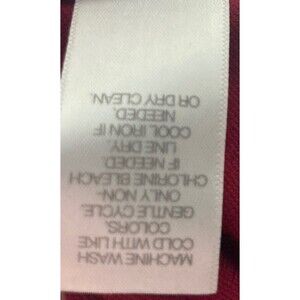 MACHINE WASH
COLD WITH LIKE
COLORS,
GENTLE CYCLE.
ONLY NON-
CHLORINE BLEACH
IF NEEDED.
LINE DRY.
COOL IRON IF
NEEDED.
OR DRY CLEAN.